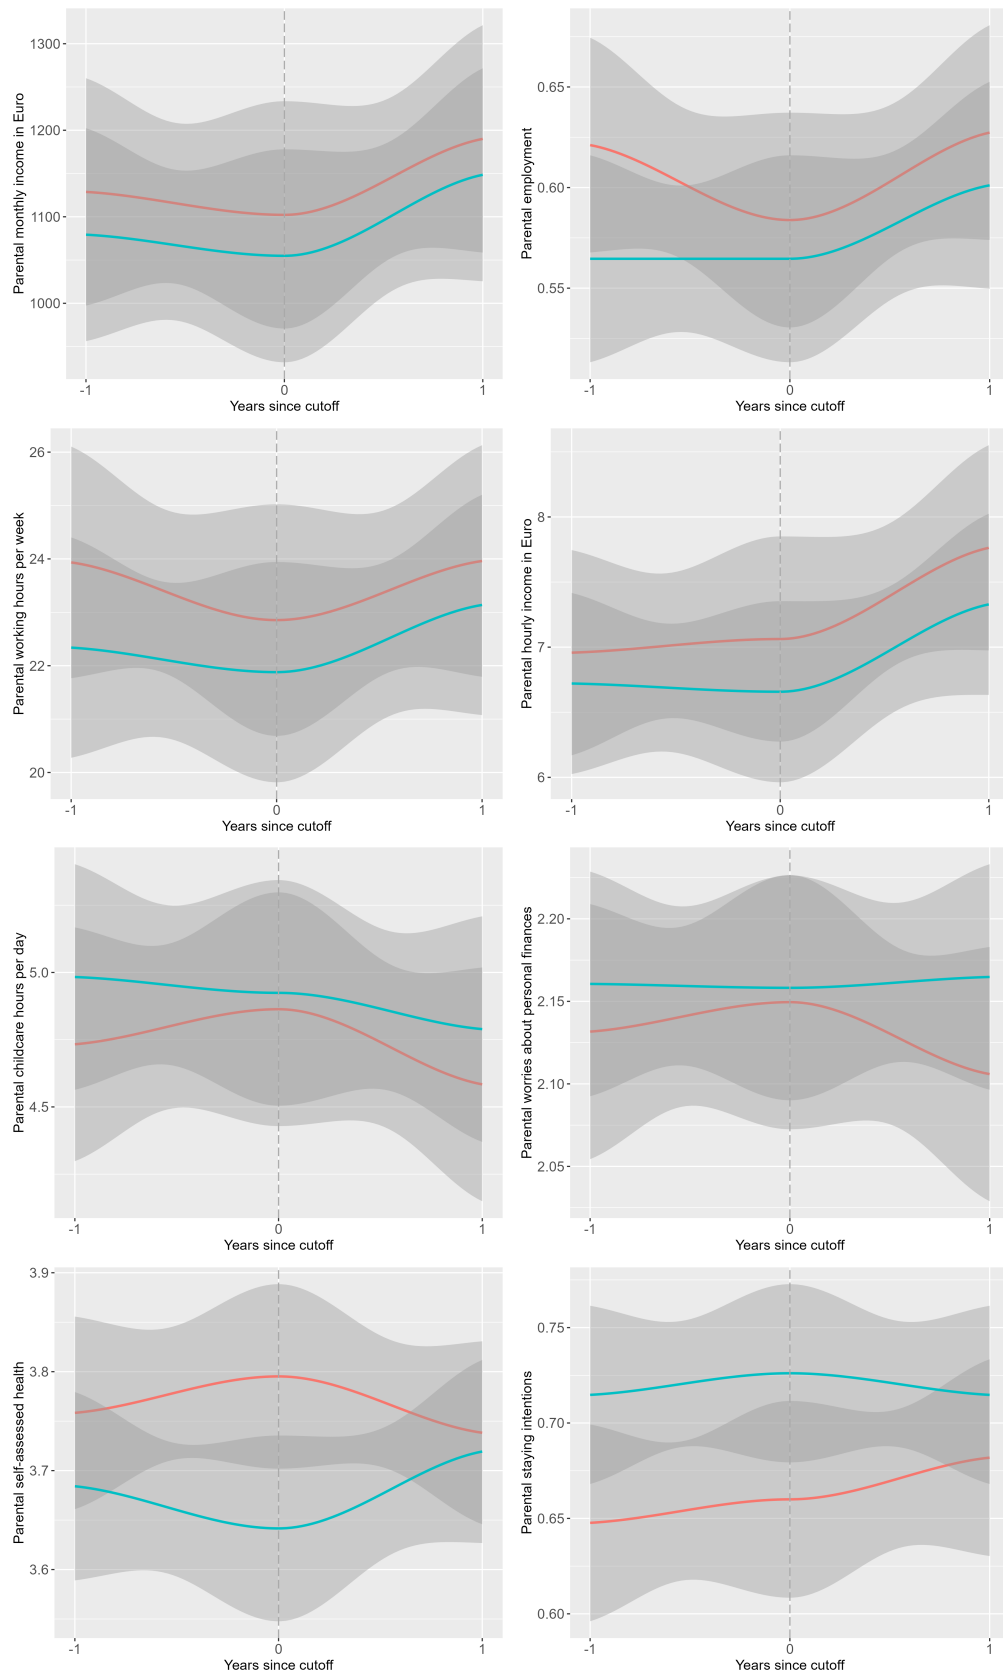 Parental monthly income in Euro
1300
1200
1100
1000
-1 0 1
Years since cutoff
Parental employment
0.65
0.60
0.55
-1 0 1
Years since cutoff
Parental working hours per week
26
24
22
20
-1 0 1
Years since cutoff
Parental hourly income in Euro
8
7
6
-1 0 1
Years since cutoff
Parental childcare hours per day
5.0
4.5
-1 0 1
Years since cutoff
Parental worries about personal finances
2.20
2.15
2.10
2.05
-1 0 1
Years since cutoff
Parental self-assessed health
3.9
3.8
3.7
3.6
-1 0 1
Years since cutoff
Parental staying intentions
0.75
0.70
0.65
0.60
-1 0 1
Years since cutoff